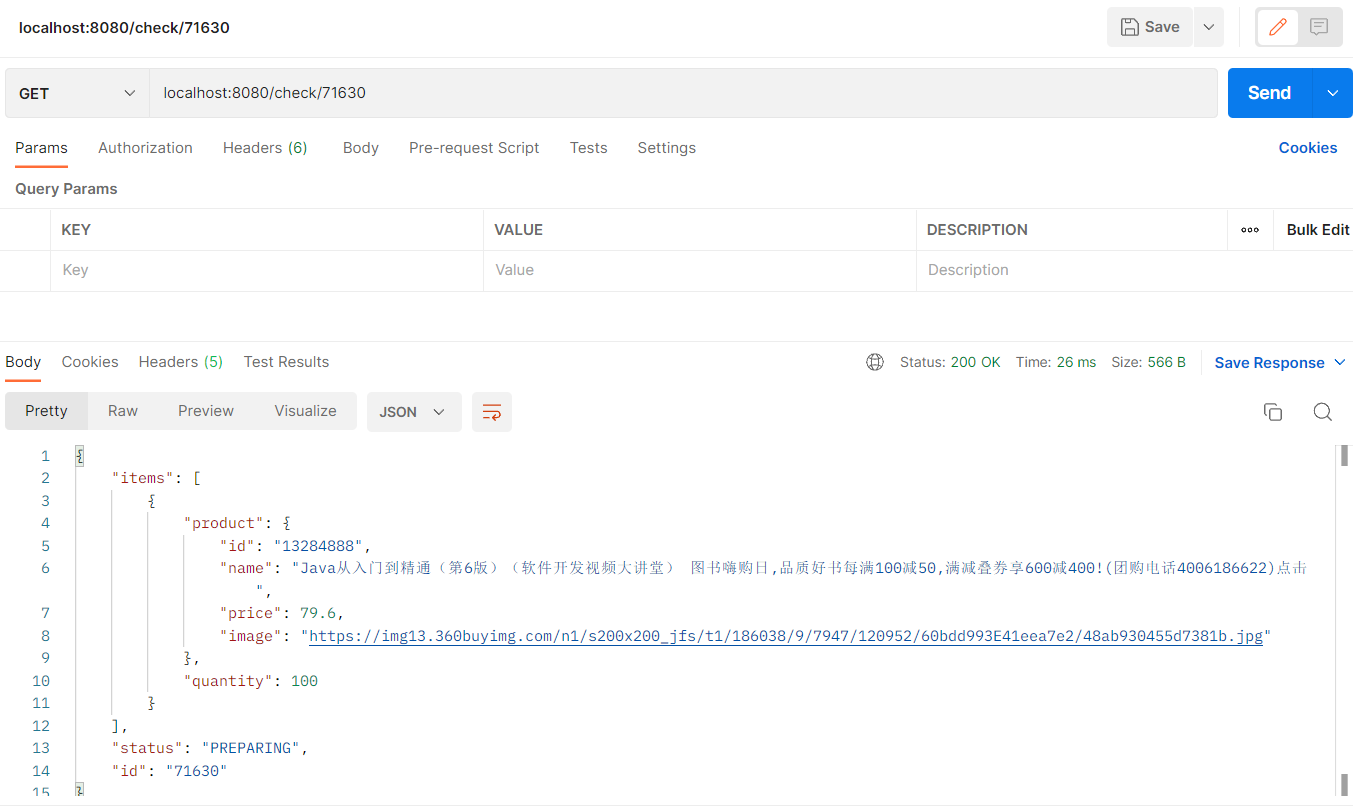 localhost:8080/check/71630
Save
GET
localhost:8080/check/71630
Send
Params Authorization Headers (6) Body Pre-request Script Tests Settings Cookies
Query Params
KEY VALUE DESCRIPTION ooo Bulk Edit
Key Value Description
Body Cookies Headers (5) Test Results Status: 200 OK Time: 26 ms Size: 566 B Save Response
Pretty Raw Preview Visualize JSON
1 {
2 "items": [
3 {
4 "product": {
5 "id": "13284888",
6 "name": "Java从入门到精通（第6版）（软件开发视频大讲堂） 图书嗨购日,品质好书每满100减50,满减叠券享600减400!(团购电话4006186622)点击
",
7 "price": 79.6,
8 "image": "https://img13.360buyimg.com/n1/s200x200_jfs/t1/186038/9/7947/120952/60bdd993E41eea7e2/48ab930455d7381b.jpg"
9 },
10 "quantity": 100
11 }
12 ],
13 "status": "PREPARING",
14 "id": "71630"
15 }